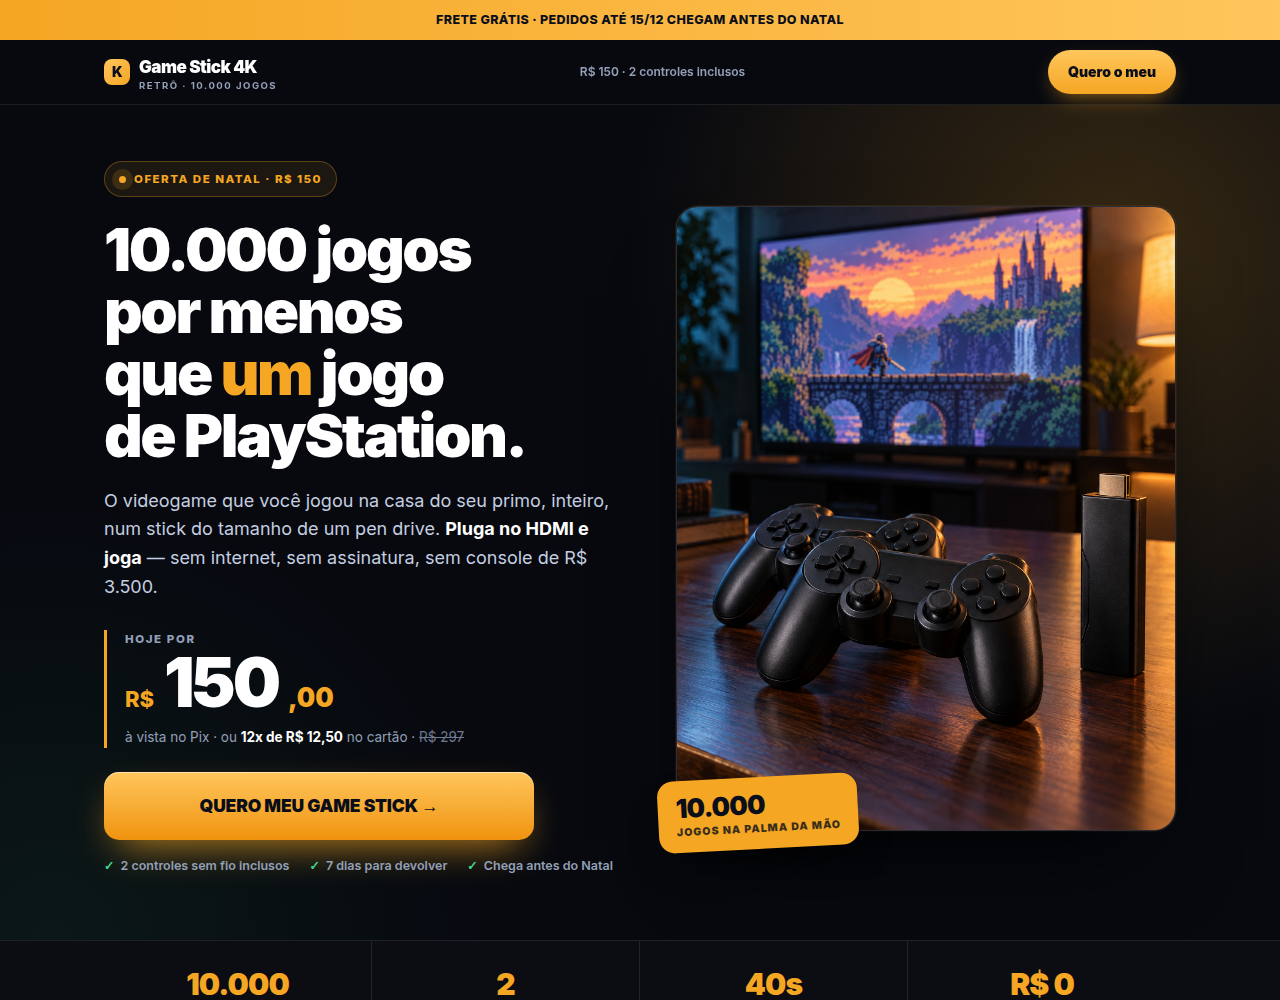 FRETE GRÁTIS · PEDIDOS ATÉ 15/12 CHEGAM ANTES DO NATAL
K
Game Stick 4K
RETRÔ · 10.000 JOGOS
R$ 150 · 2 controles inclusos
Quero o meu
OFERTA DE NATAL · R$ 150
10.000 jogos
por menos
que um jogo
de PlayStation.
O videogame que você jogou na casa do seu primo, inteiro,
num stick do tamanho de um pen drive. Pluga no HDMI e
joga — sem internet, sem assinatura, sem console de R$
3.500.
HOJE POR
R$ 150 ,00
à vista no Pix · ou 12x de R$ 12,50 no cartão · R$ 297
QUERO MEU GAME STICK →
✓ 2 controles sem fio inclusos ✓ 7 dias para devolver ✓ Chega antes do Natal
10.000
JOGOS NA PALMA DA MÃO
10.000 2 40s R$ 0